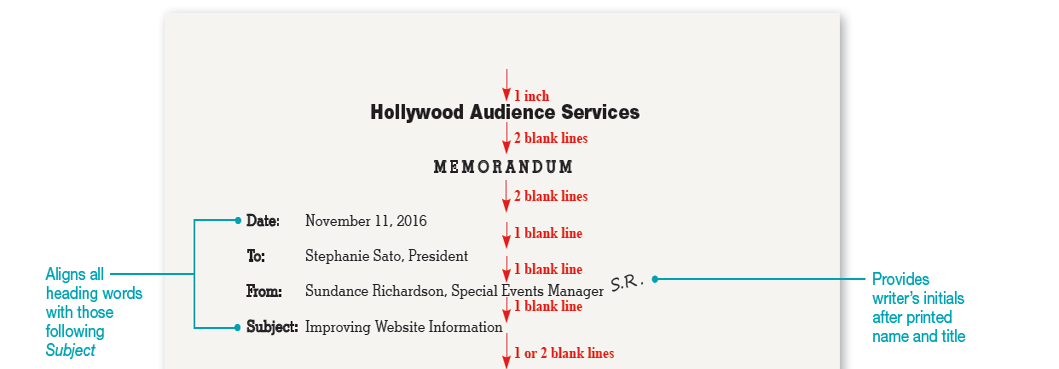 1 inch
Hollywood Audience Services
2 blank lines
MEMORANDUM
2 blank lines
Date: November 11, 2016
1 blank line
To: Stephanie Sato, President
1 blank line
From: Sundance Richardson, Special Events Manager S.R.
1 blank line
Subject: Improving Website Information
1 or 2 blank lines
Aligns all
heading words
with those
following
Subject
Provides
writer's initials
after printed
name and title